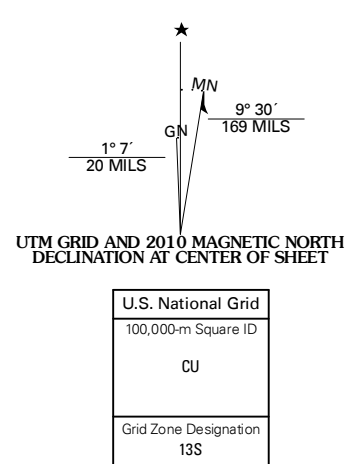 MN
GN
9° 30´
169 MILS
1° 7´
20 MILS
UTM GRID AND 2010 MAGNETIC NORTH
DECLINATION AT CENTER OF SHEET
U.S. National Grid
100,000-m Square ID
CU
Grid Zone Designation
13S